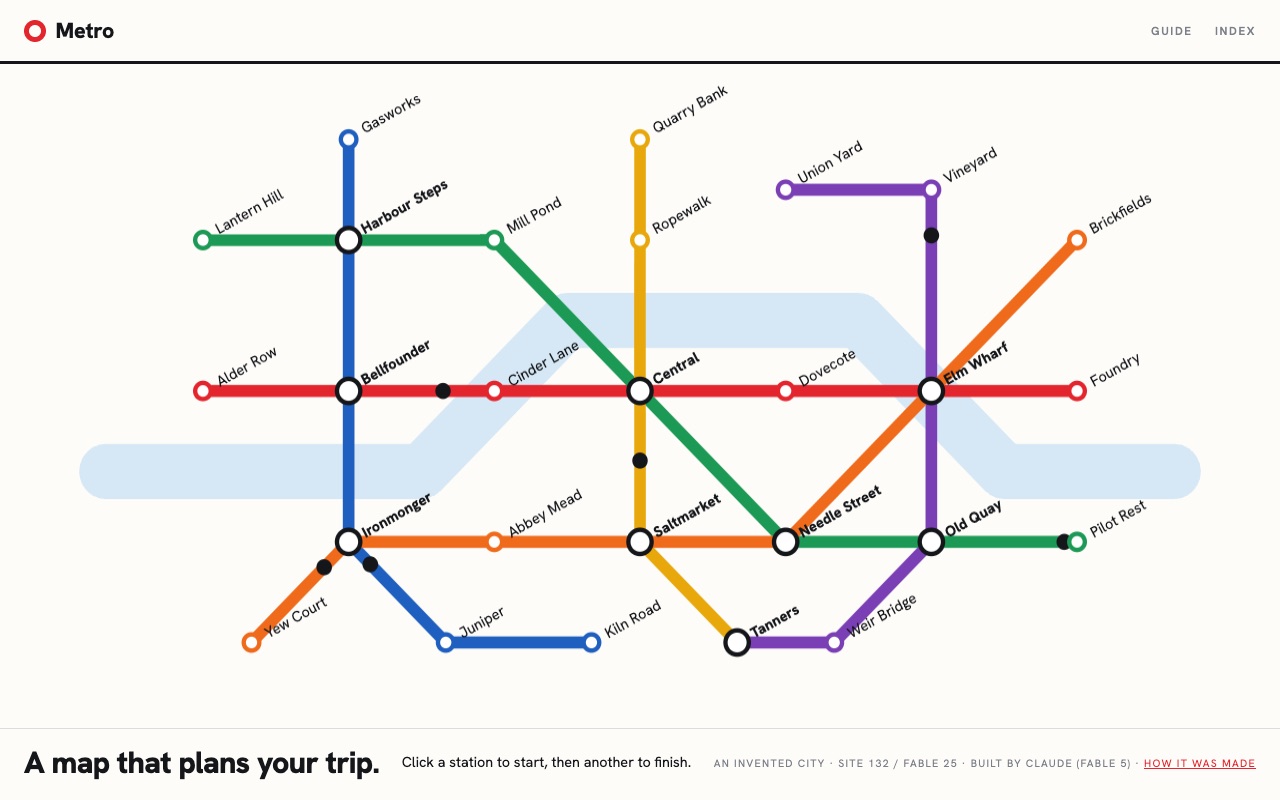 Metro
GUIDE INDEX
Gasworks
Quarry Bank
Union Yard
Vineyard
Lantern Hill
Harbour Steps
Mill Pond
Ropewalk
Brickfields
Alder Row
Bellfounder
Cinder Lane
Central
Dovecote
Elm Wharf
Foundry
Ironmonger
Abbey Mead
Saltmarket
Needle Street
Old Quay
Pilot Rest
Yew Court
Juniper
Kiln Road
Tanners
Weir Bridge
A map that plans your trip.
Click a station to start, then another to finish.
AN INVENTED CITY · SITE 132 / FABLE 25 · BUILT BY CLAUDE (FABLE 5) · HOW IT WAS MADE